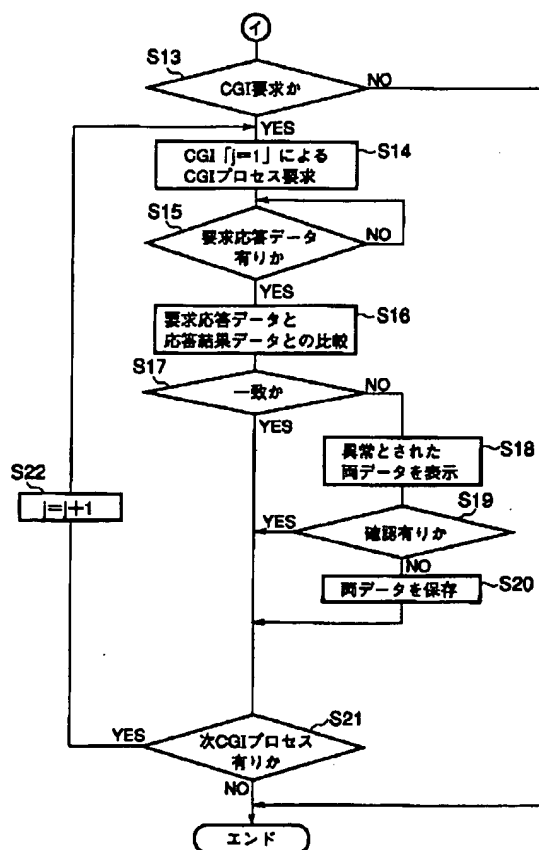 イ
S13
CGI要求か
NO
YES
CGI「j=1」による
CGIプロセス要求
S14
S15
要求応答データ
有りか
NO
YES
要求応答データと
応答結果データとの比較
S16
S17
一致か
NO
YES
異常とされた
両データを表示
S18
S22
j=j+1
S19
確認有りか
YES
NO
両データを保存
S20
S21
次CGIプロセス
有りか
YES
NO
エンド